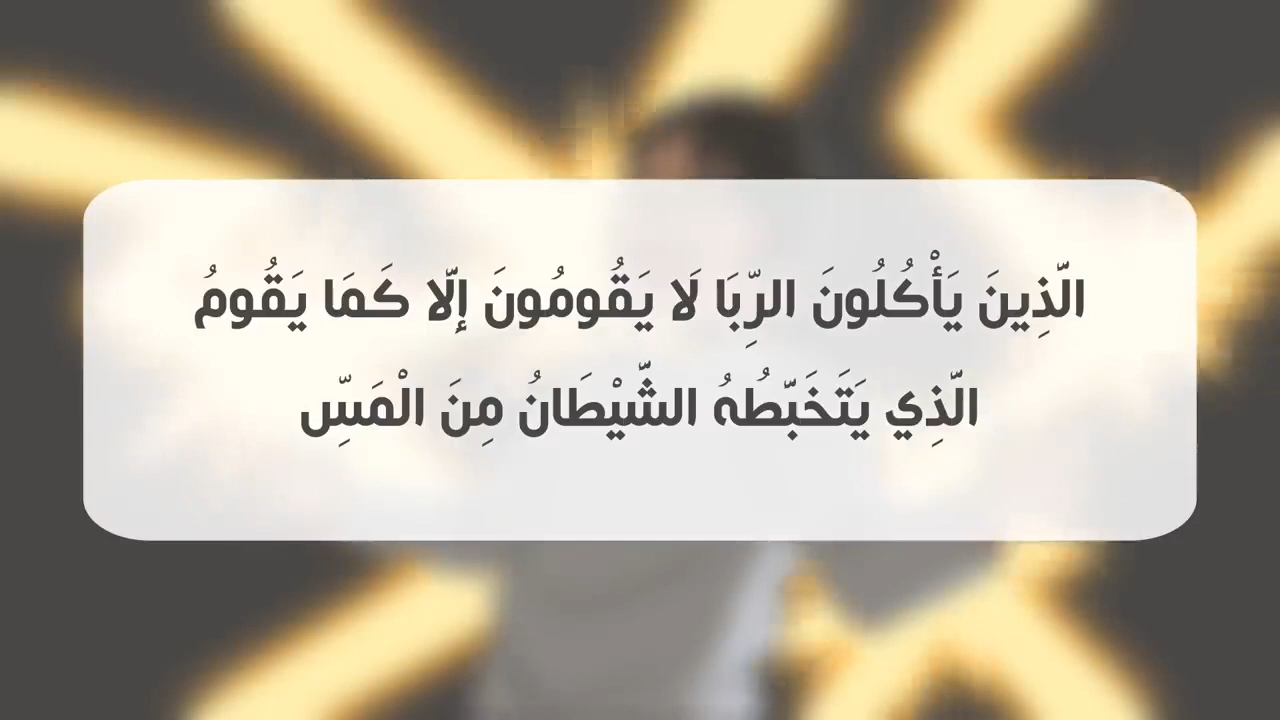 الَّذِينَ يَأْكُلُونَ الرِّبَا لَا يَقُومُونَ إِلَّا كَمَا يَقُومُ
الَّذِي يَتَخَبَّطُهُ الشَّيْطَانُ مِنَ الْمَسِّ